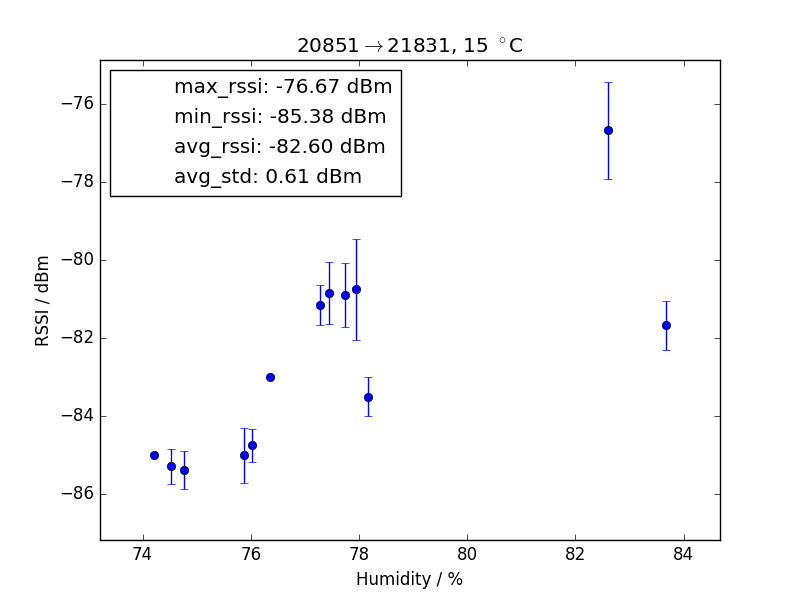 20851→21831, 15 °C
max_rssi: -76.67 dBm
min_rssi: -85.38 dBm
avg_rssi: -82.60 dBm
avg_std: 0.61 dBm
−76
−78
−80
−82
−84
−86
RSSI / dBm
74 76 78 80 82 84
Humidity / %